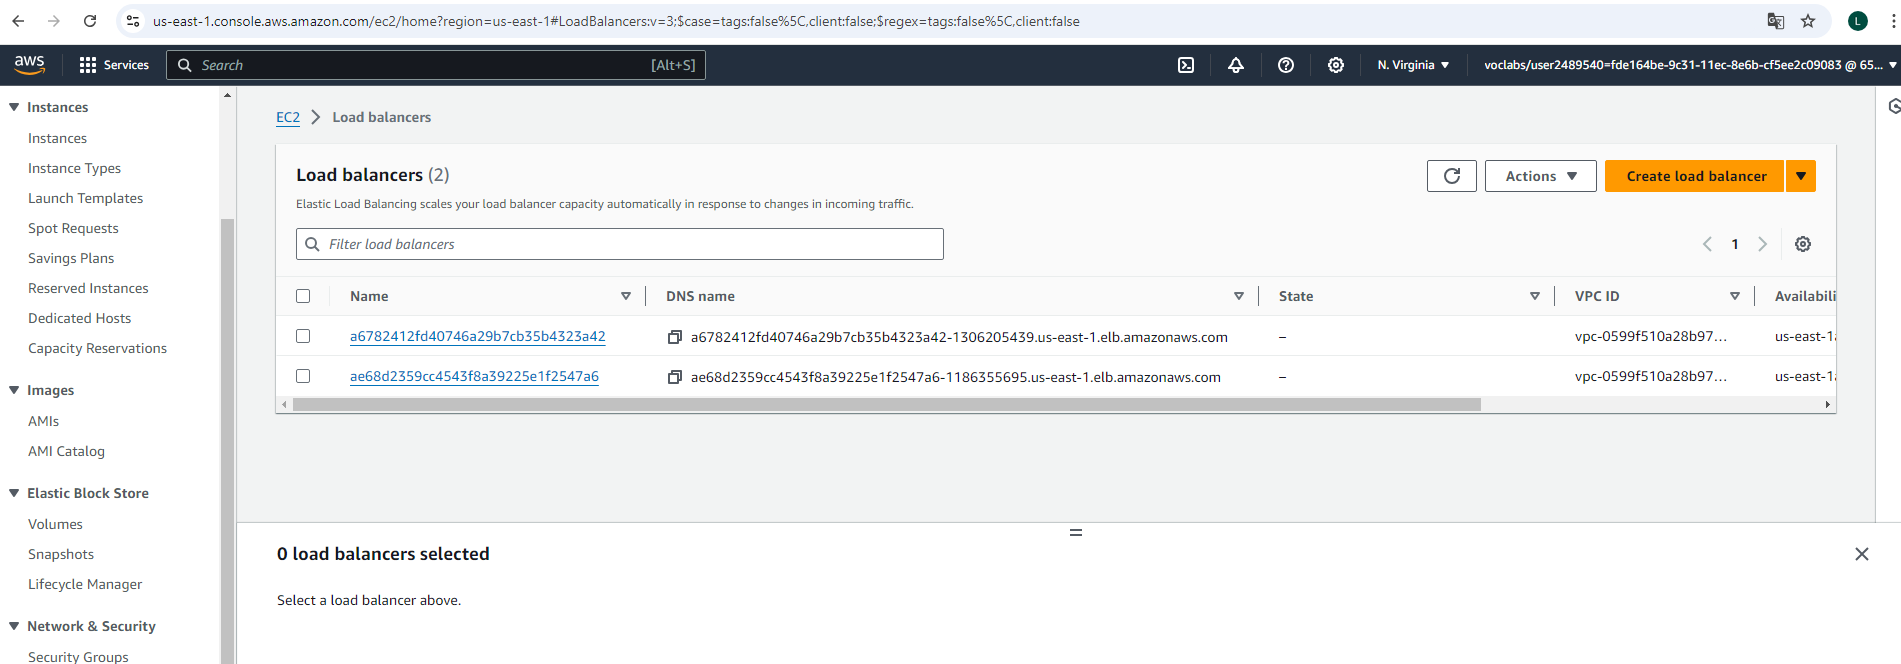 us-east-1.console.aws.amazon.com/ec2/home?region=us-east-1#LoadBalancers:v=3;$case=tags:false%5C,client:false;$regex=tags:false%5C,client:false
L
aws
Services
Search
[Alt+S]
N. Virginia
voclabs/user2489540=fde164be-9c31-11ec-8e6b-cf5ee2c09083 @ 65...
Instances
Instances
Instance Types
Launch Templates
Spot Requests
Savings Plans
Reserved Instances
Dedicated Hosts
Capacity Reservations
Images
AMIs
AMI Catalog
Elastic Block Store
Volumes
Snapshots
Lifecycle Manager
Network & Security
Security Groups
EC2 Load balancers
Load balancers (2)
Actions
Create load balancer
Elastic Load Balancing scales your load balancer capacity automatically in response to changes in incoming traffic.
Filter load balancers
1
Name DNS name State VPC ID Availabili
a6782412fd40746a29b7cb35b4323a42 a6782412fd40746a29b7cb35b4323a42-1306205439.us-east-1.elb.amazonaws.com – vpc-0599f510a28b97... us-east-1a
ae68d2359cc4543f8a39225e1f2547a6 ae68d2359cc4543f8a39225e1f2547a6-1186355695.us-east-1.elb.amazonaws.com – vpc-0599f510a28b97... us-east-1a
0 load balancers selected
Select a load balancer above.